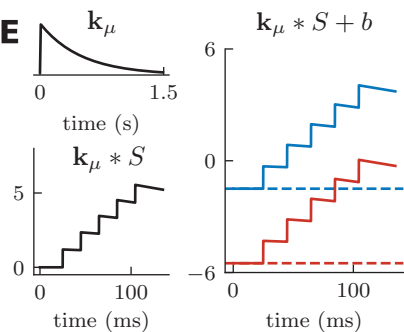 E
k_μ
0
1.5
time (s)
k_μ * S
5
0
0
100
time (ms)
k_μ * S + b
6
0
−6
0
100
time (ms)